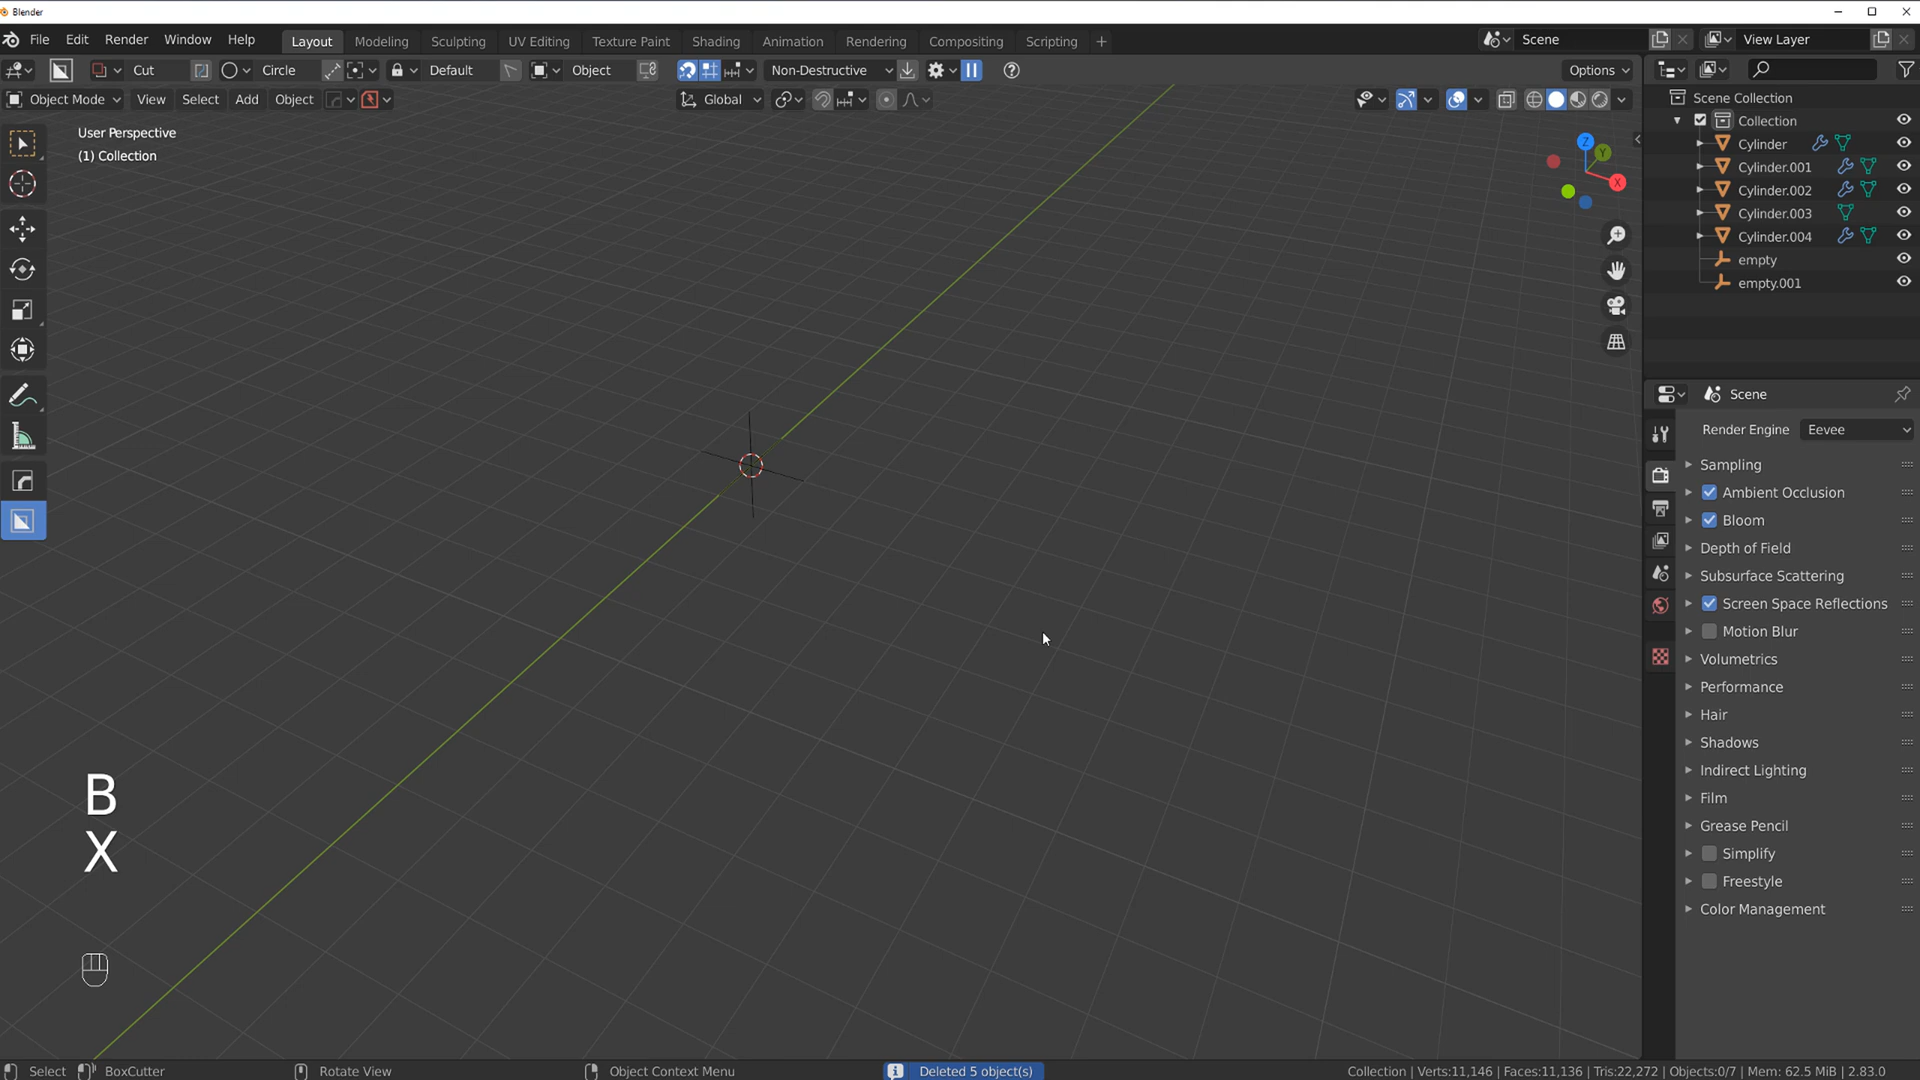 Blender
File Edit Render Window Help Layout Modeling Sculpting UV Editing Texture Paint Shading Animation Rendering Compositing Scripting + Scene View Layer
Cut Circle Default Object Non-Destructive Options
Object Mode View Select Add Object Global
User Perspective
(1) Collection
Z
Y
X
Scene Collection
Collection
Cylinder
Cylinder.001
Cylinder.002
Cylinder.003
Cylinder.004
empty
empty.001
Scene
Render Engine Eevee
Sampling
Ambient Occlusion
Bloom
Depth of Field
Subsurface Scattering
Screen Space Reflections
Motion Blur
Volumetrics
Performance
Hair
Shadows
Indirect Lighting
Film
Grease Pencil
Simplify
Freestyle
Color Management
B
X
Select BoxCutter Rotate View Object Context Menu Deleted 5 object(s) Collection | Verts:11,146 | Faces:11,136 | Tris:22,272 | Objects:0/7 | Mem: 62.5 MiB | 2.83.0